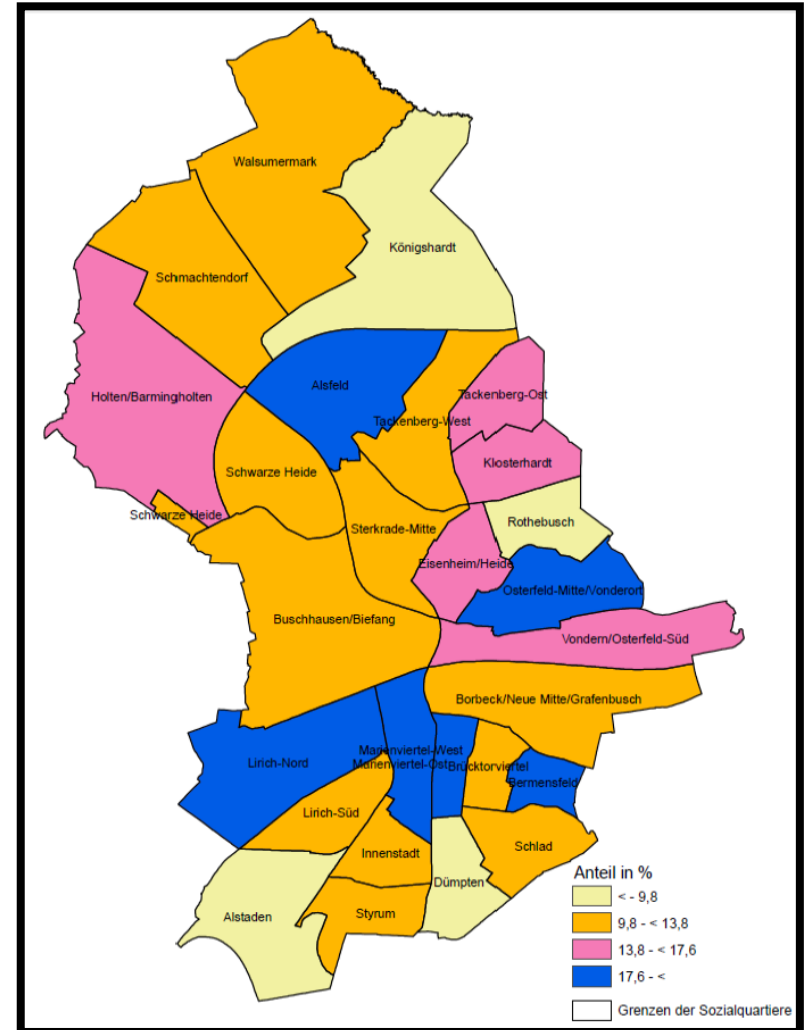 Walsumermark
Königshardt
Schmachtendorf
Alsfeld
Holten/Barmingholten
Tackenberg-Ost
Tackenberg-West
Klosterhardt
Schwarze Heide
Schwarze Heide
Rothebusch
Sterkrade-Mitte
Eisenheim/Heide
Osterfeld-Mitte/Vonderort
Buschhausen/Biefang
Vondern/Osterfeld-Süd
Borbeck/Neue Mitte/Grafenbusch
Marienviertel-West
Lirich-Nord
Marienviertel-Ost
Brücktorviertel
Bermensfeld
Lirich-Süd
Innenstadt
Schlad
Dümpten
Alstaden
Styrum
Anteil in %
< - 9,8
9,8 - < 13,8
13,8 - < 17,6
17,6 - <
Grenzen der Sozialquartiere